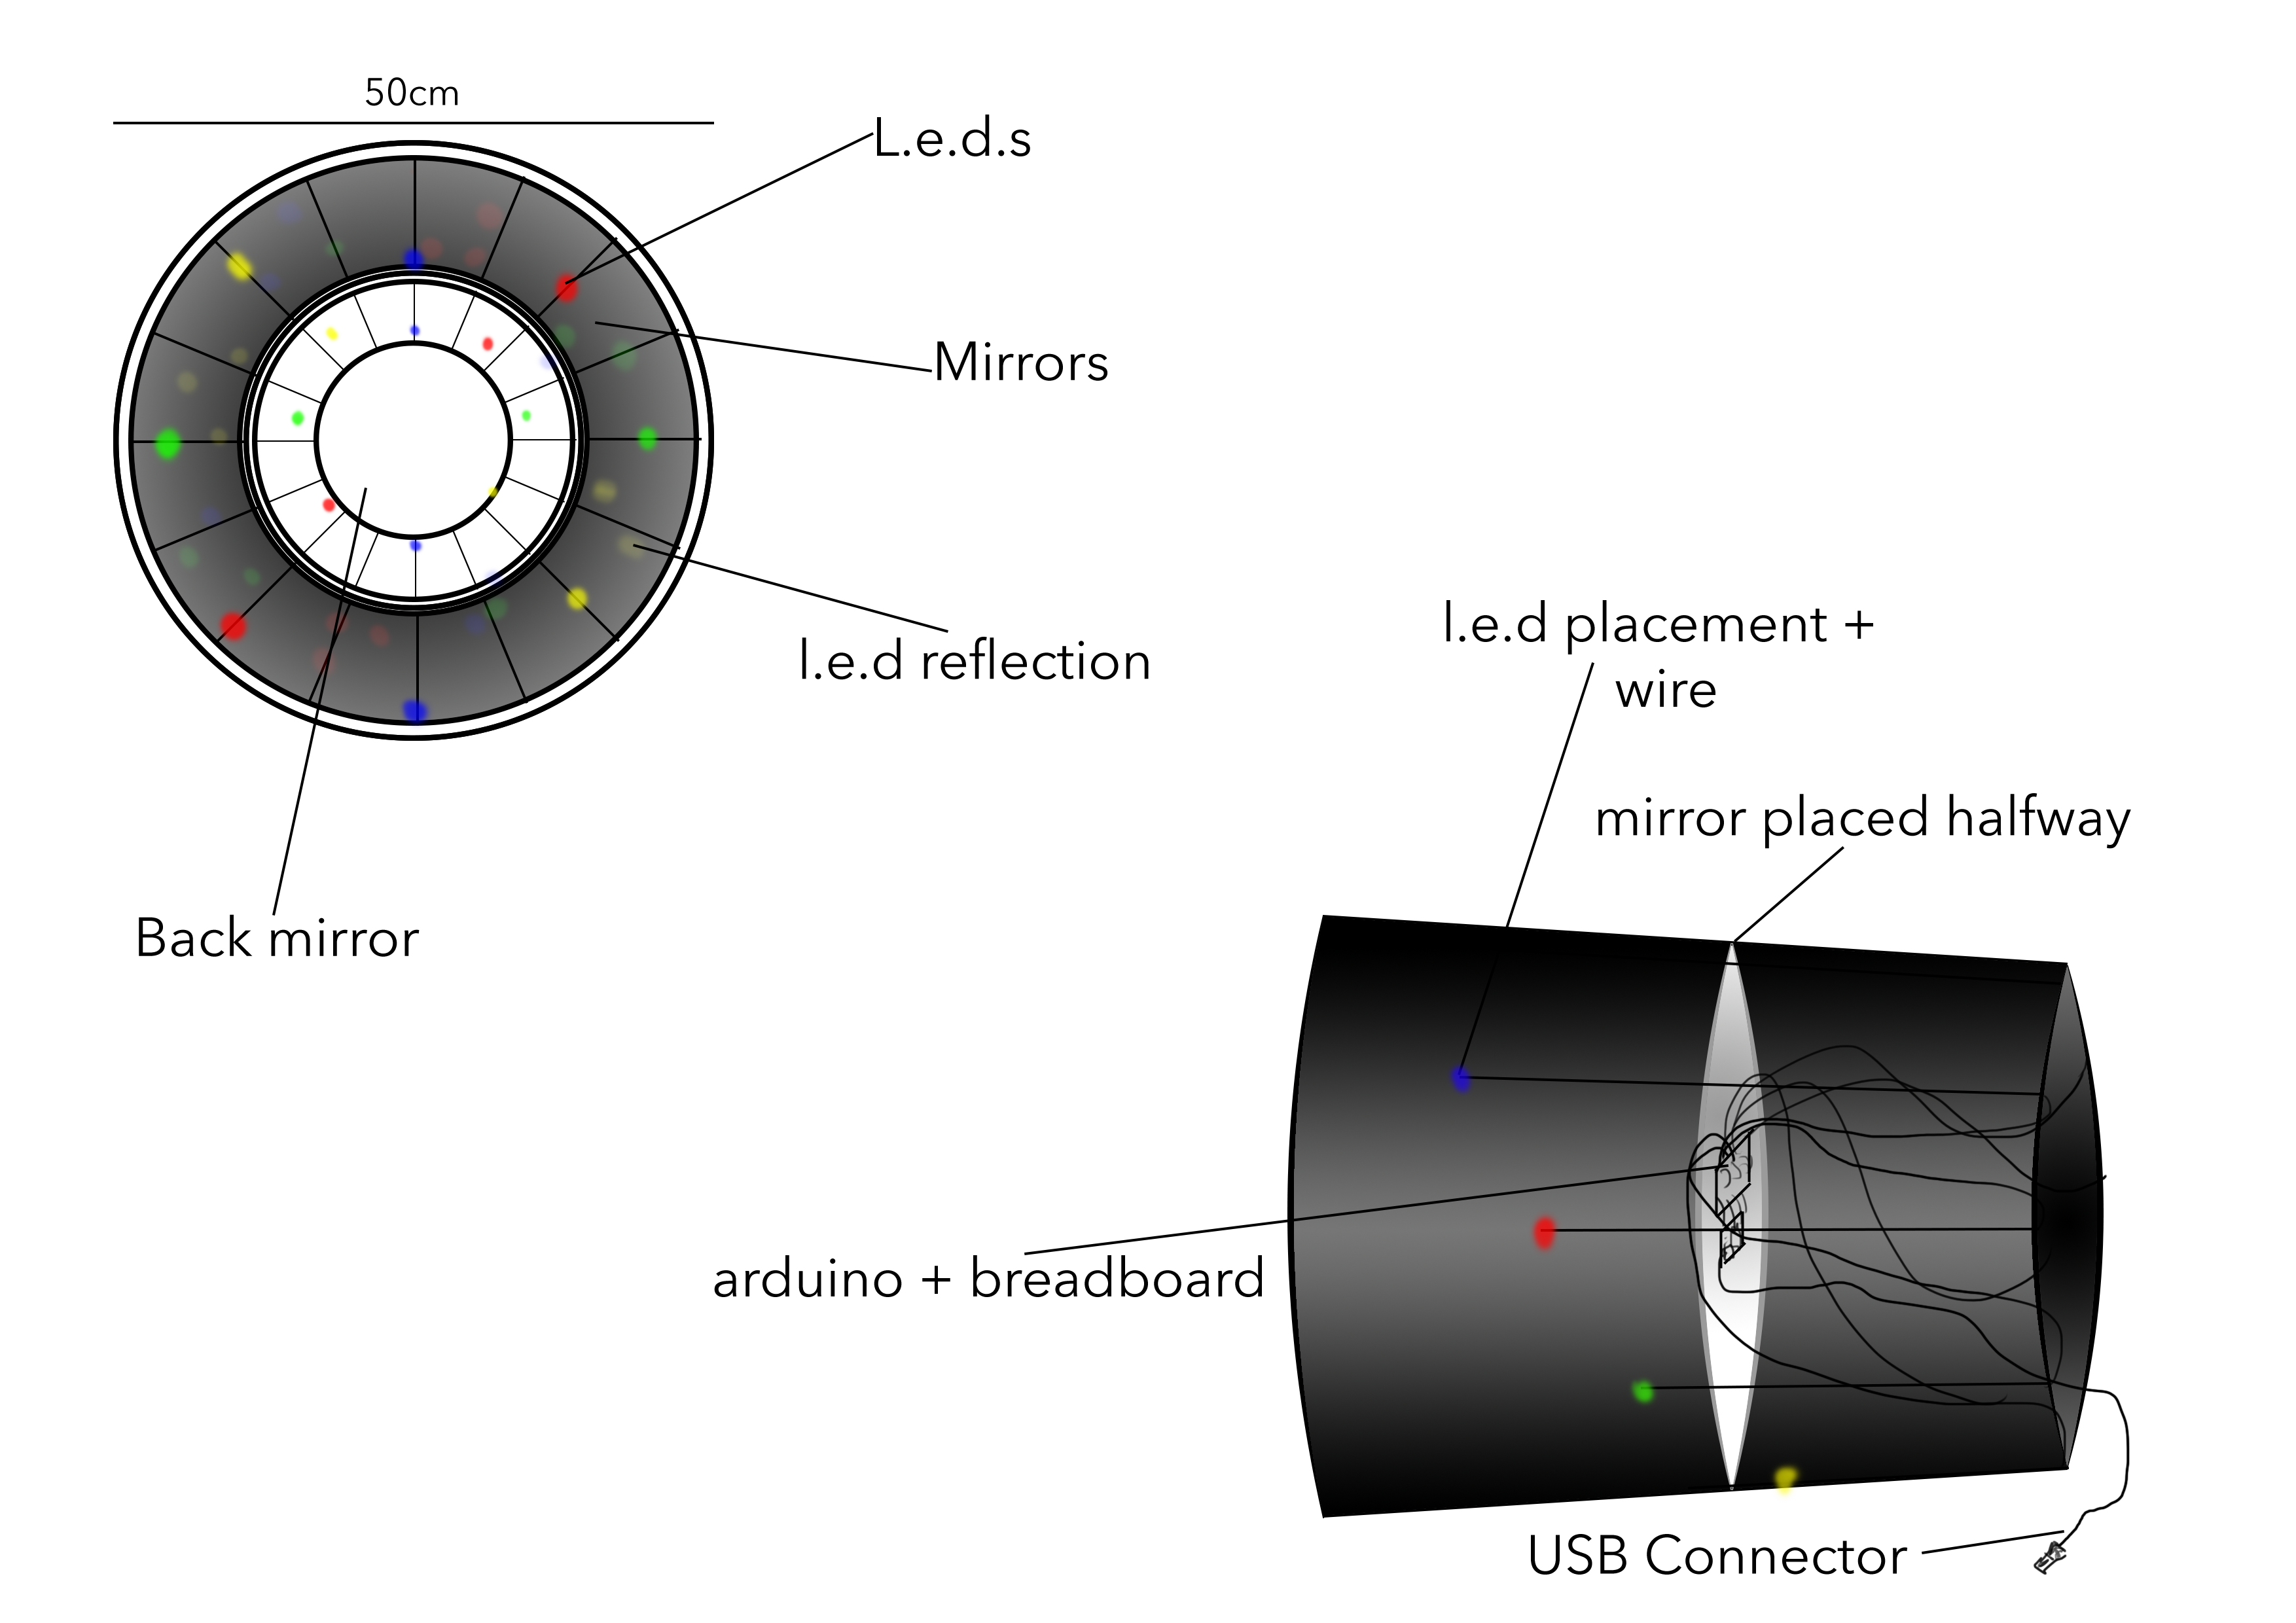 50cm
L.e.d.s
Mirrors
l.e.d reflection
Back mirror
l.e.d placement +
wire
mirror placed halfway
arduino + breadboard
USB Connector